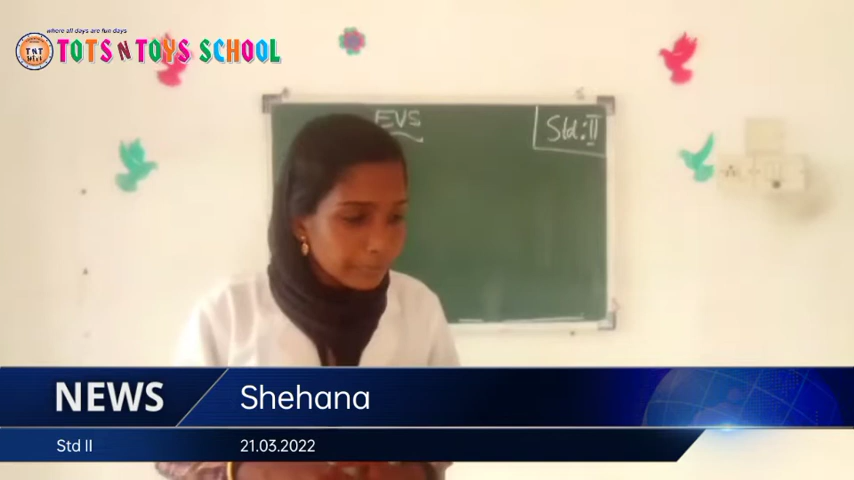 where all days are fun days
TOTS N TOYS SCHOOL
TNT
EVS
Std: II
NEWS
Shehana
Std II
21.03.2022